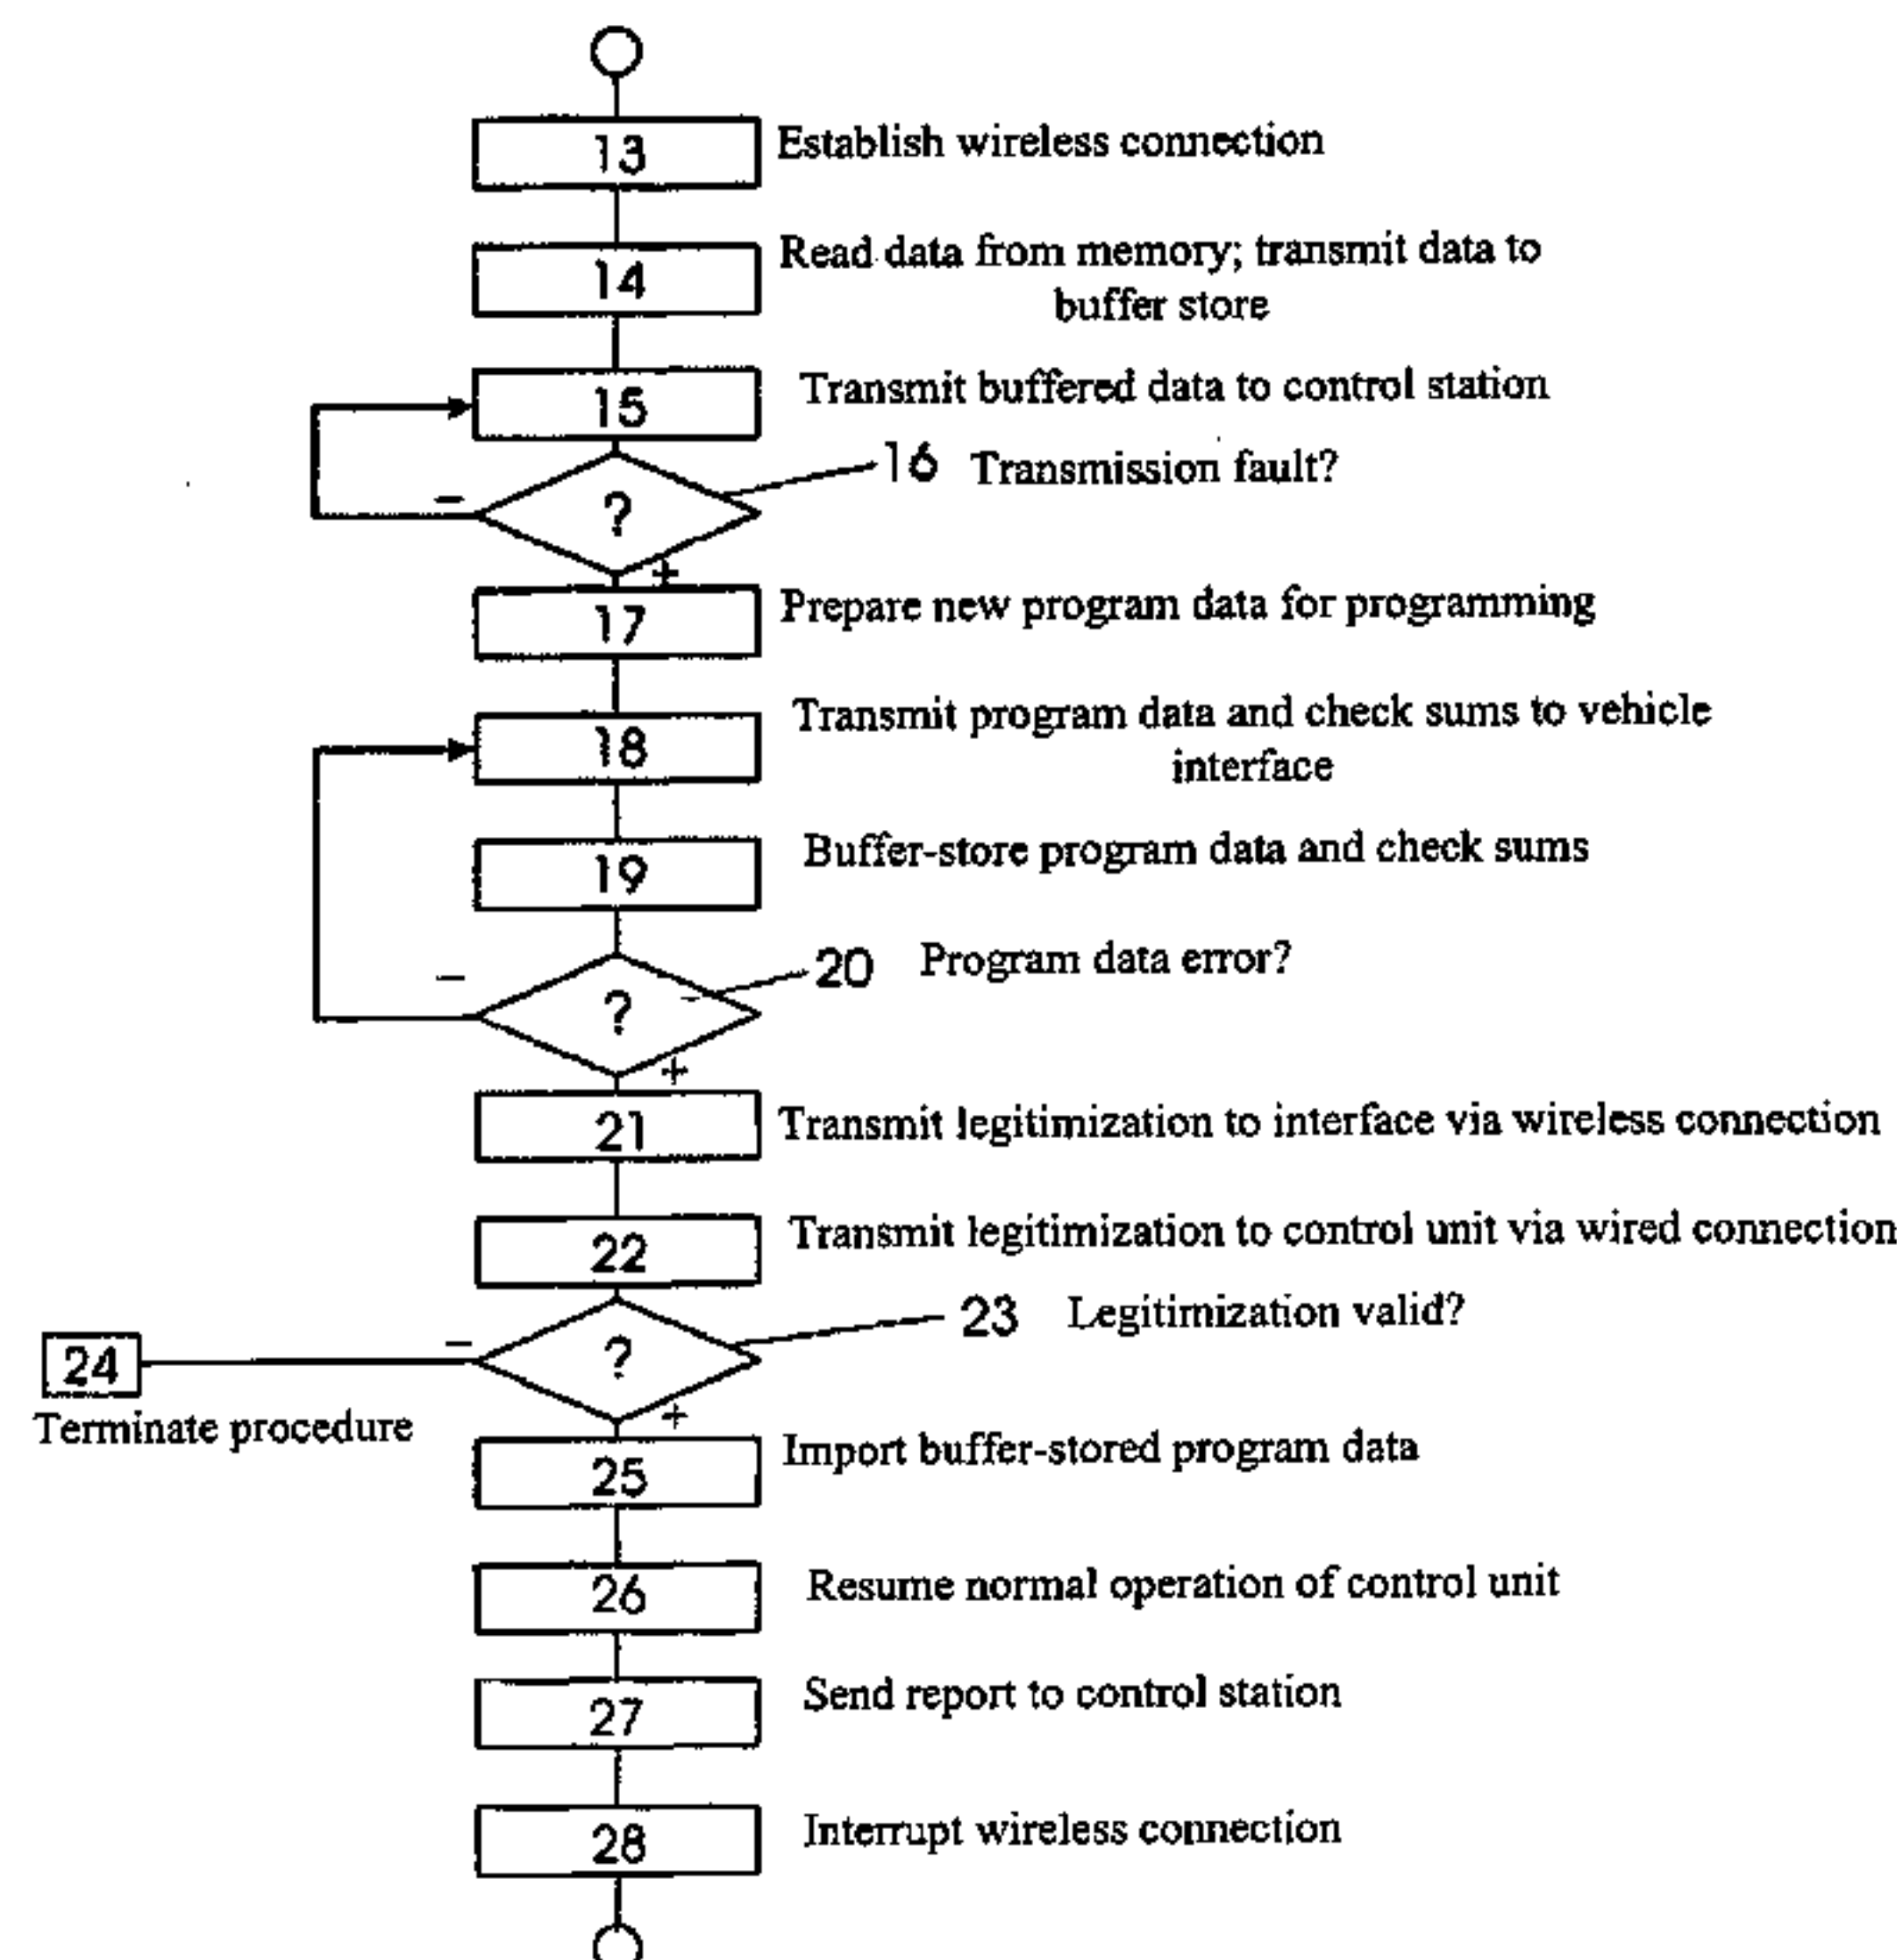 13 Establish wireless connection
14 Read data from memory; transmit data to
buffer store
15 Transmit buffered data to control station
16 Transmission fault?
- ?
+
17 Prepare new program data for programming
18 Transmit program data and check sums to vehicle
interface
19 Buffer-store program data and check sums
20 Program data error?
- ?
+
21 Transmit legitimization to interface via wireless connection
22 Transmit legitimization to control unit via wired connection
23 Legitimization valid?
24 - ?
Terminate procedure
+
25 Import buffer-stored program data
26 Resume normal operation of control unit
27 Send report to control station
28 Interrupt wireless connection